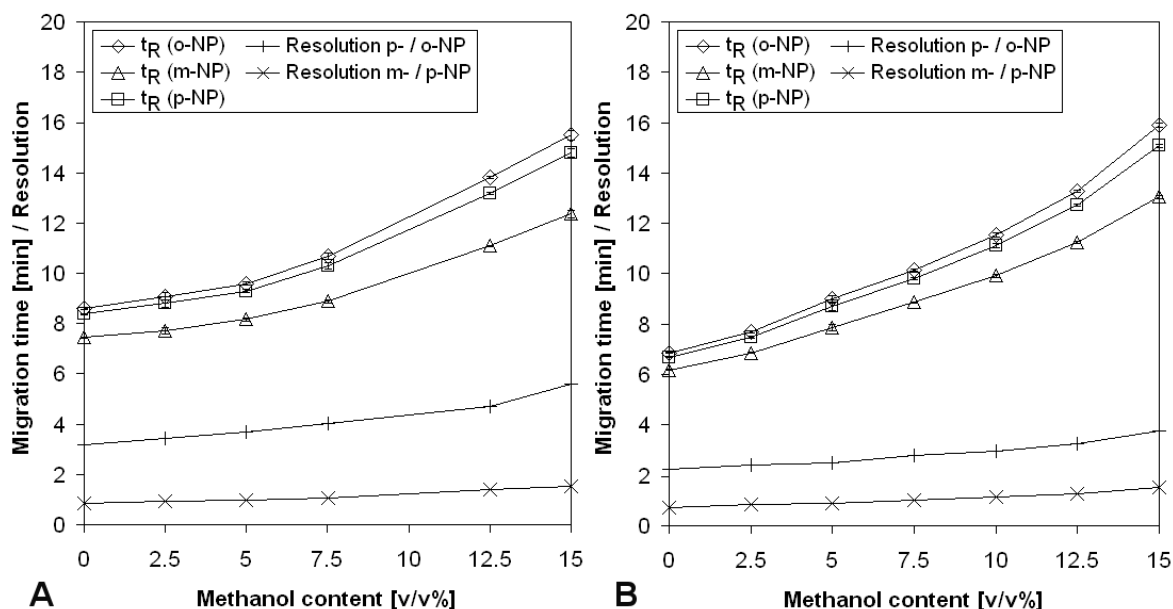 20
18
16
14
12
10
8
6
4
2
0
Migration time [min] / Resolution
tR (o-NP)
tR (m-NP)
tR (p-NP)
Resolution p- / o-NP
Resolution m- / p-NP
0 2.5 5 7.5 10 12.5 15
Methanol content [v/v%]
A
20
18
16
14
12
10
8
6
4
2
0
Migration time [min] / Resolution
tR (o-NP)
tR (m-NP)
tR (p-NP)
Resolution p- / o-NP
Resolution m- / p-NP
0 2.5 5 7.5 10 12.5 15
Methanol content [v/v%]
B